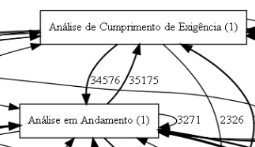 Análise de Cumprimento de Exigência (1)
34576 35175
Análise em Andamento (1) 3271 2326